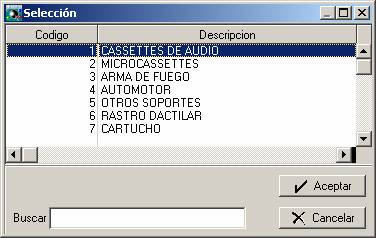 Selección
Codigo Descripcion
1 CASSETTES DE AUDIO
2 MICROCASSETTES
3 ARMA DE FUEGO
4 AUTOMOTOR
5 OTROS SOPORTES
6 RASTRO DACTILAR
7 CARTUCHO
Aceptar
Buscar
Cancelar